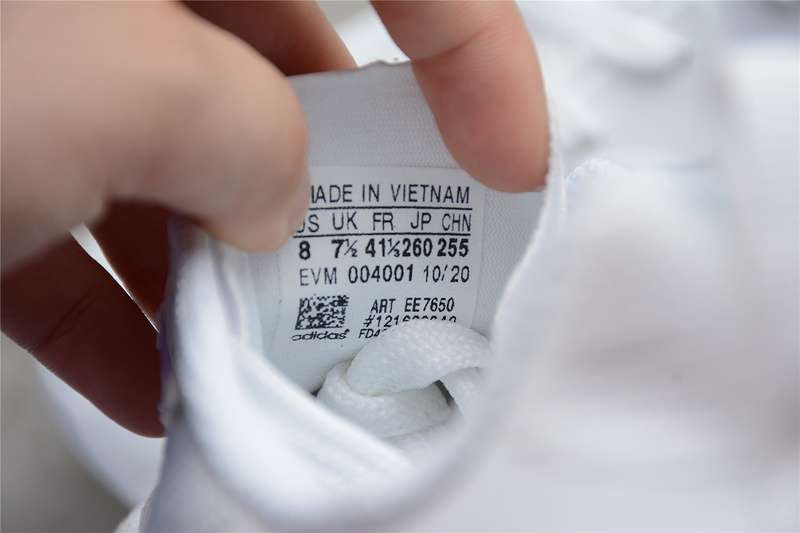 MADE IN VIETNAM
US UK FR JP CHN
8 7½ 41⅓ 260 255
EVM 004001 10/20
ART EE7650
adidas